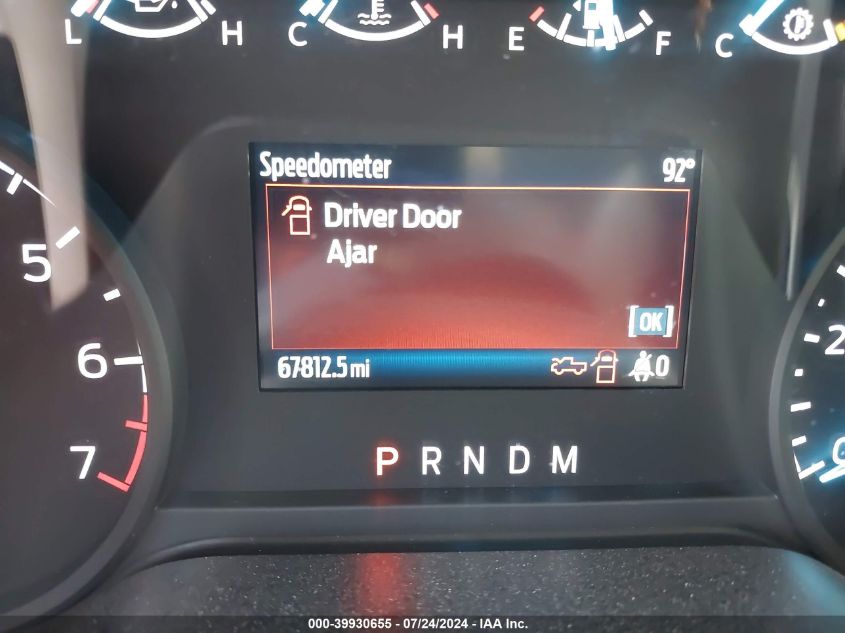 L H C H E F C
Speedometer 92°
Driver Door
Ajar
[OK]
67812.5 mi 0
5
6
7
2
0
P R N D M
000-39930655 - 07/24/2024 - IAA Inc.